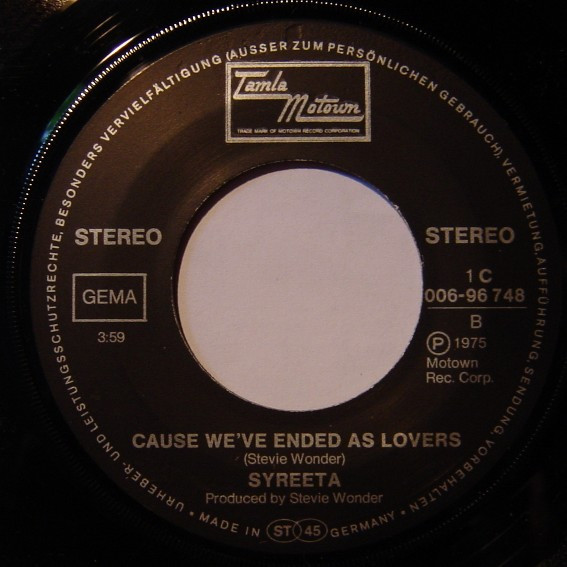 URHEBER- UND LEISTUNGSSCHUTZRECHTE, BESONDERS VERVIELFÄLTIGUNG (AUSSER ZUM PERSÖNLICHEN GEBRAUCH), VERMIETUNG, AUFFÜHRUNG, SENDUNG VORBEHALTEN •
Tamla
Motown
TRADE MARK OF MOTOWN RECORD CORPORATION
STEREO
STEREO
GEMA
3:59
1 C
006-96 748
B
Ⓟ 1975
Motown
Rec. Corp.
CAUSE WE'VE ENDED AS LOVERS
(Stevie Wonder)
SYREETA
Produced by Stevie Wonder
• MADE IN ST 45 GERMANY •